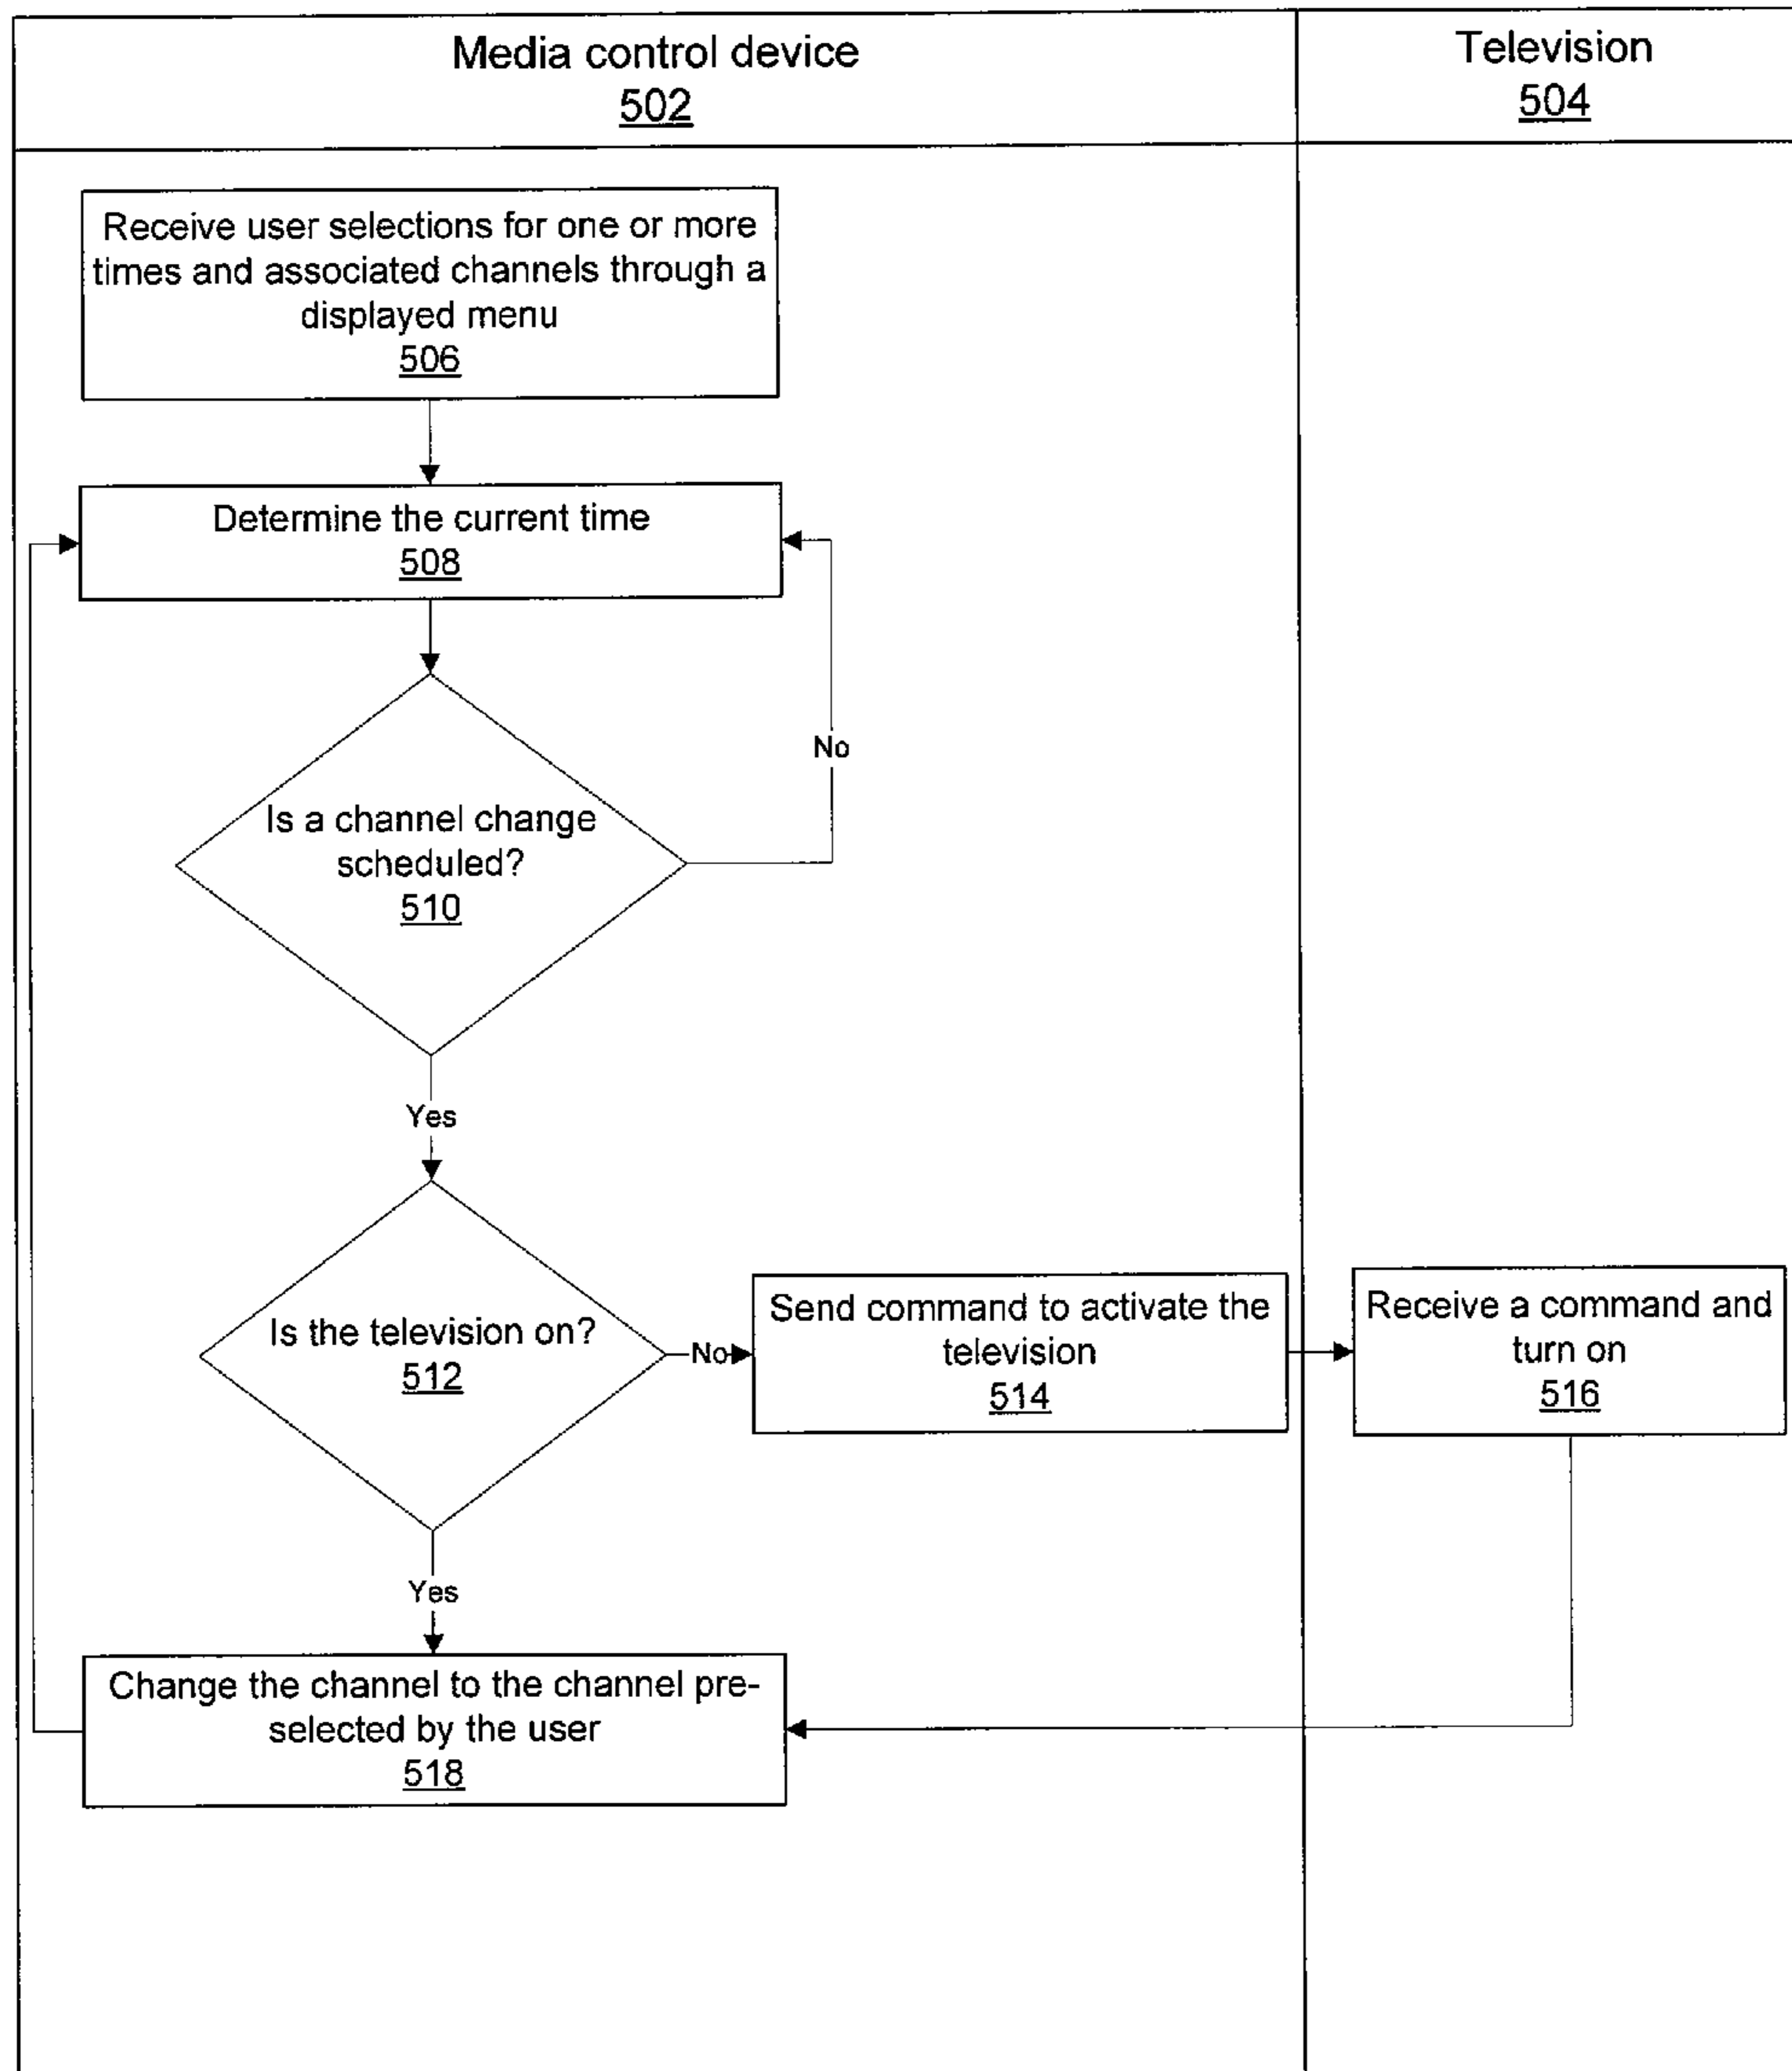 Media control device
502
Television
504
Receive user selections for one or more
times and associated channels through a
displayed menu
506
Determine the current time
508
No
Is a channel change
scheduled?
510
Yes
Is the television on?
512
No
Send command to activate the
television
514
Receive a command and
turn on
516
Yes
Change the channel to the channel pre-
selected by the user
518